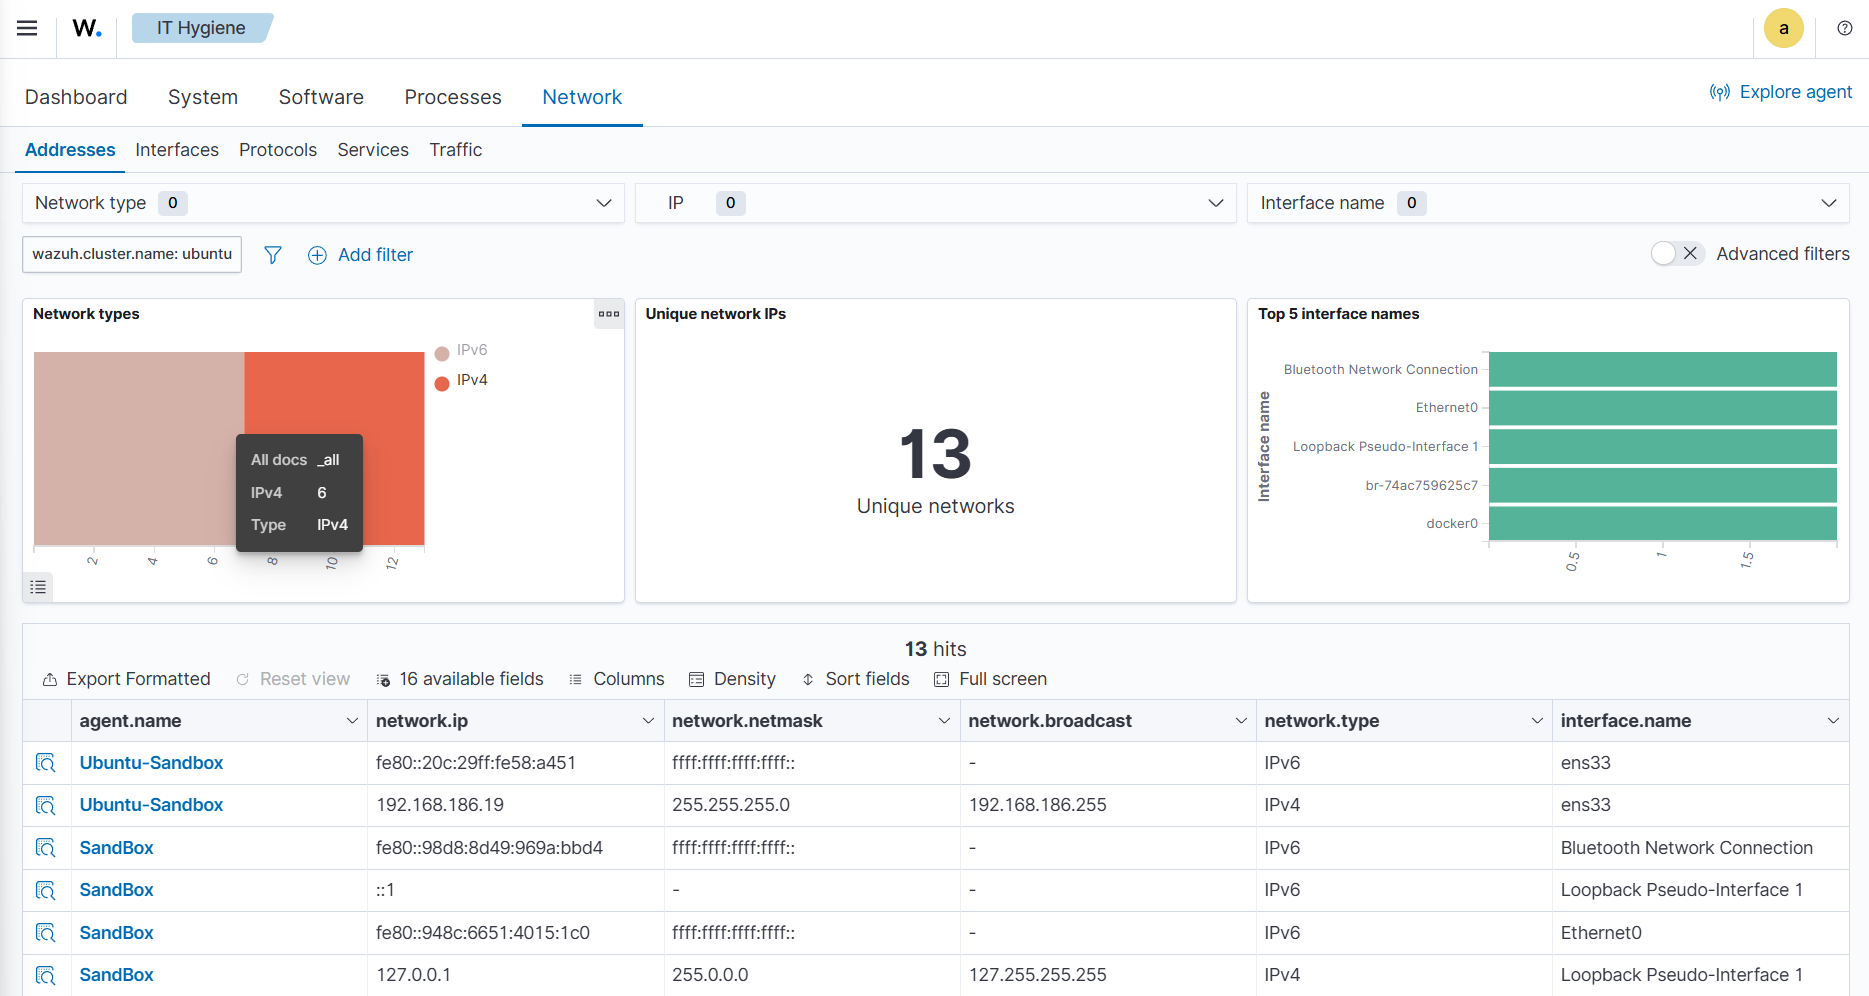 W.
IT Hygiene
a
Dashboard System Software Processes Network
Explore agent
Addresses Interfaces Protocols Services Traffic
Network type 0
IP 0
Interface name 0
wazuh.cluster.name: ubuntu
Add filter
Advanced filters
Network types
IPv6
IPv4
All docs _all
IPv4 6
Type IPv4
2 4 6 8 10 12
Unique network IPs
13
Unique networks
Top 5 interface names
Interface name
Bluetooth Network Connection
Ethernet0
Loopback Pseudo-Interface 1
br-74ac759625c7
docker0
0.5 1 1.5
13 hits
Export Formatted Reset view 16 available fields Columns Density Sort fields Full screen
agent.name network.ip network.netmask network.broadcast network.type interface.name
Ubuntu-Sandbox fe80::20c:29ff:fe58:a451 ffff:ffff:ffff:ffff:: - IPv6 ens33
Ubuntu-Sandbox 192.168.186.19 255.255.255.0 192.168.186.255 IPv4 ens33
SandBox fe80::98d8:8d49:969a:bbd4 ffff:ffff:ffff:ffff:: - IPv6 Bluetooth Network Connection
SandBox ::1 - - IPv6 Loopback Pseudo-Interface 1
SandBox fe80::948c:6651:4015:1c0 ffff:ffff:ffff:ffff:: - IPv6 Ethernet0
SandBox 127.0.0.1 255.0.0.0 127.255.255.255 IPv4 Loopback Pseudo-Interface 1